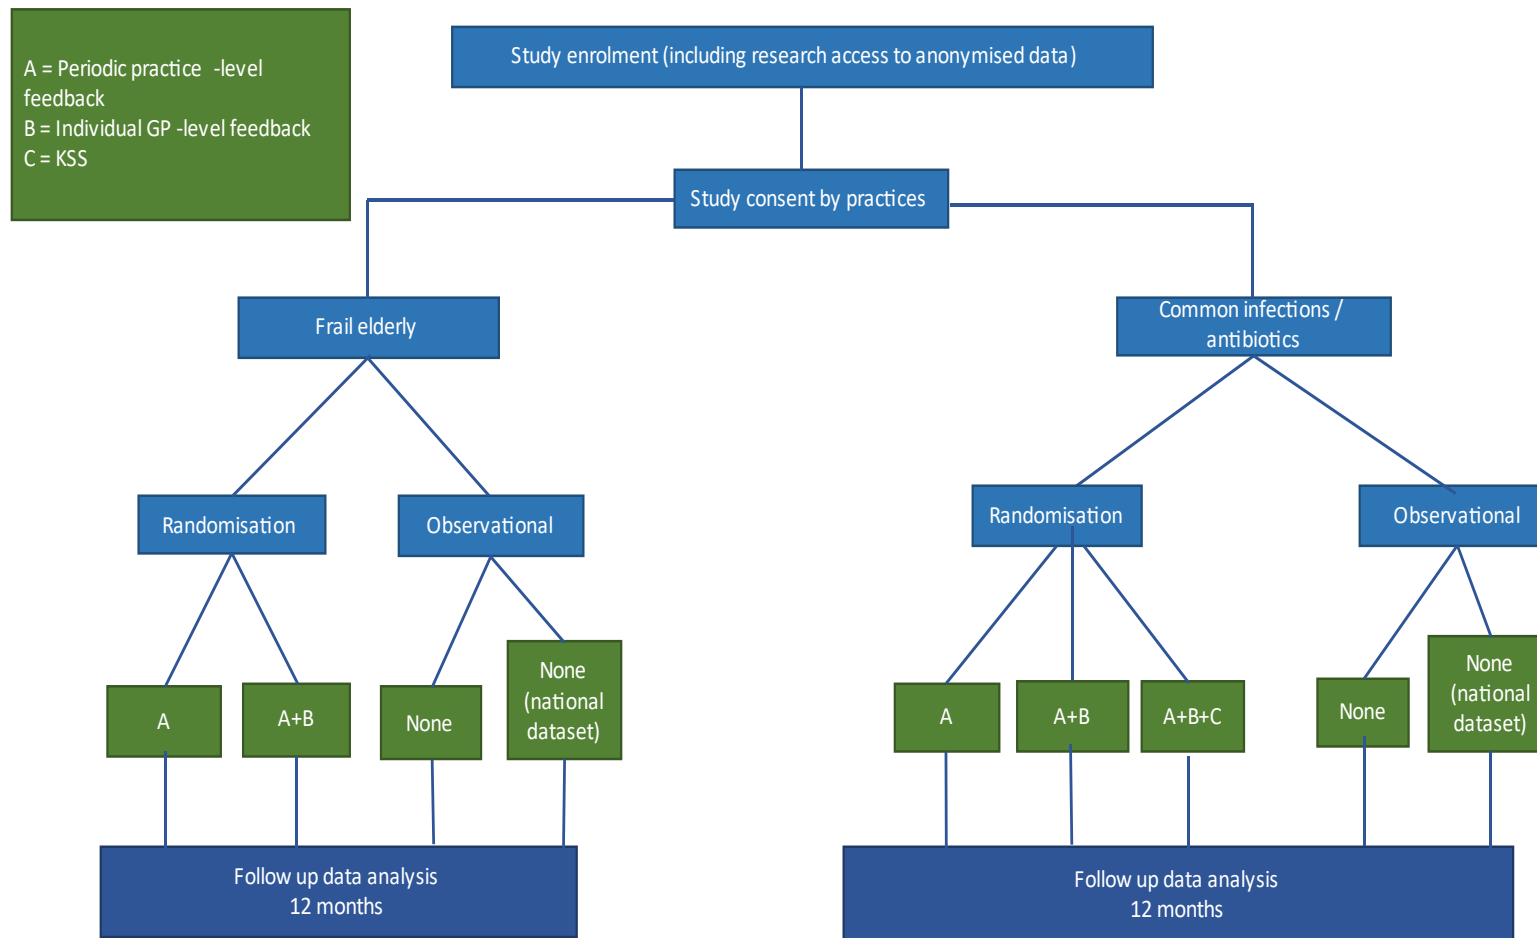 A = Periodic practice -level
feedback
B = Individual GP -level feedback
C = KSS
Study enrolment (including research access to anonymised data)
Study consent by practices
Frail elderly
Common infections /
antibiotics
Randomisation
Observational
Randomisation
Observational
A
A+B
None
None
(national
dataset)
A
A+B
A+B+C
None
None
(national
dataset)
Follow up data analysis
12 months
Follow up data analysis
12 months